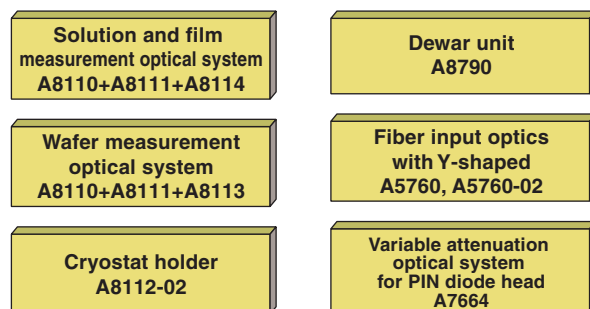 Solution and film
measurement optical system
A8110+A8111+A8114
Dewar unit
A8790
Wafer measurement
optical system
A8110+A8111+A8113
Fiber input optics
with Y-shaped
A5760, A5760-02
Cryostat holder
A8112-02
Variable attenuation
optical system
for PIN diode head
A7664